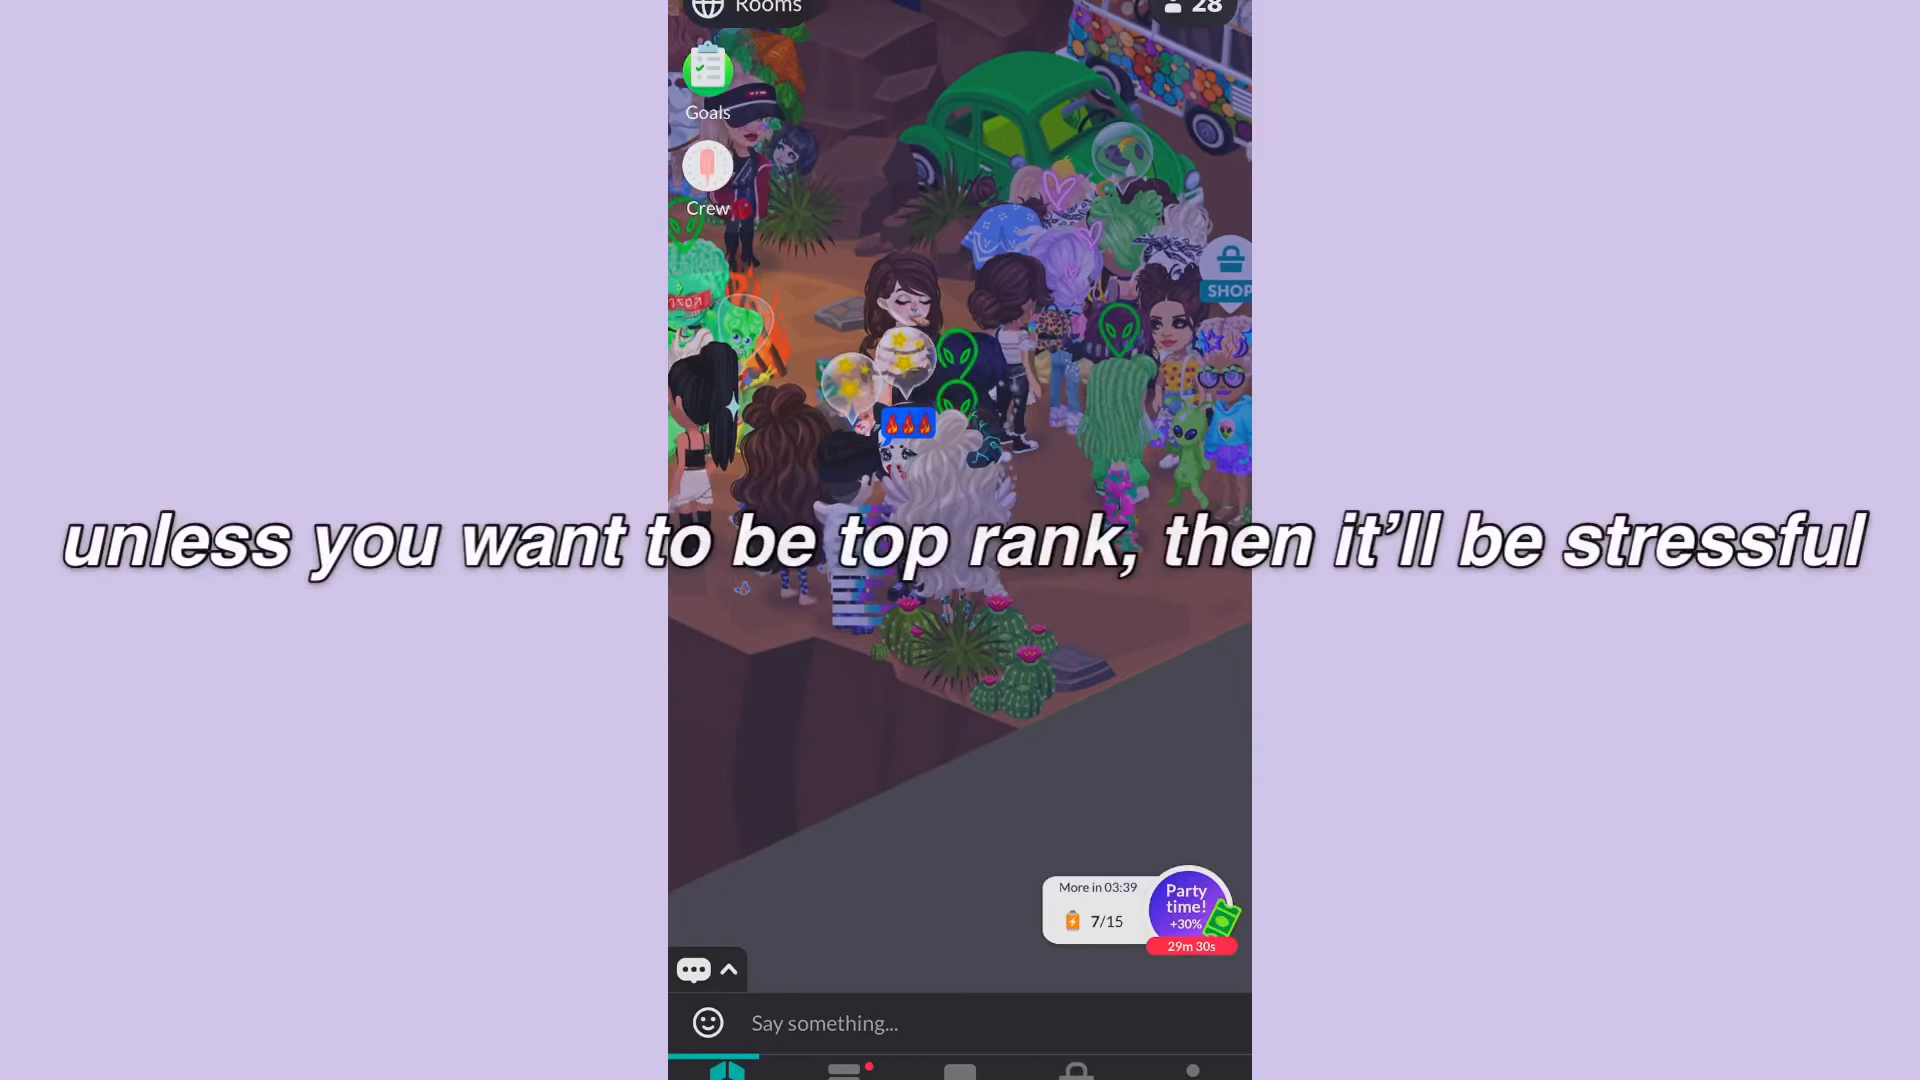 Rooms
28
Goals
Crew
SHOP
unless you want to be top rank, then it’ll be stressful
More in 03:39
7/15
Party
time!
+30%
29m 30s
Say something...